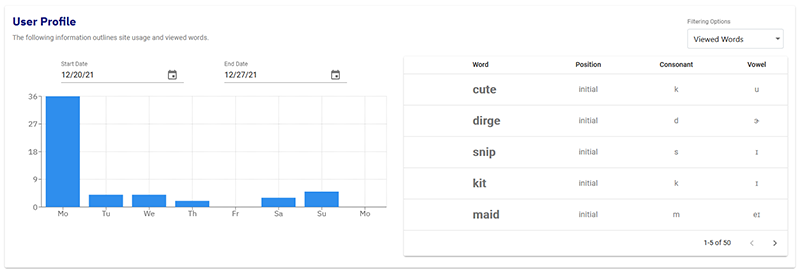 User Profile
The following information outlines site usage and viewed words.
Filtering Options
Viewed Words
Start Date
12/20/21
End Date
12/27/21
36
27
18
9
0
Mo Tu We Th Fr Sa Su Mo
Word Position Consonant Vowel
cute initial k u
dirge initial d ɝ
snip initial s ɪ
kit initial k ɪ
maid initial m eɪ
1-5 of 50